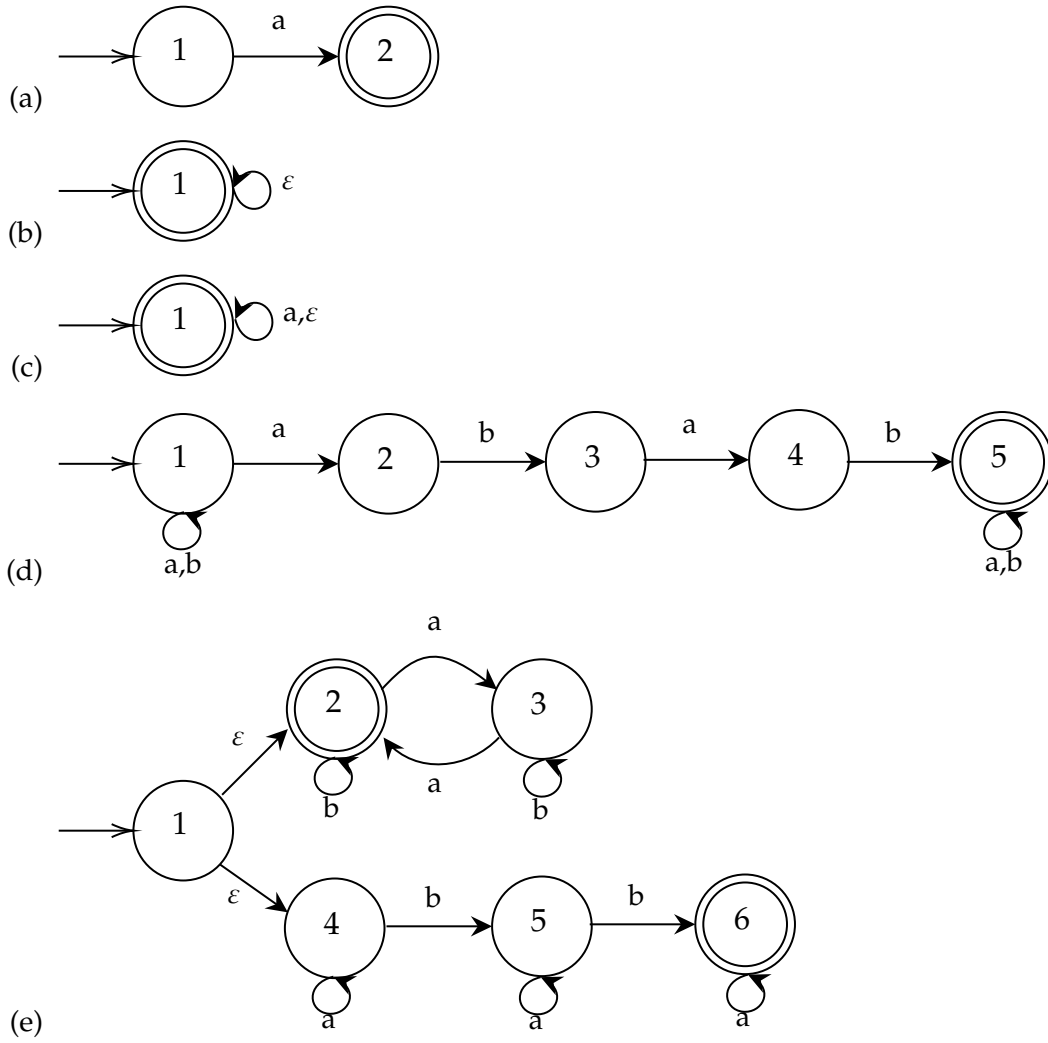 a
1 2
(a)
1 ε
(b)
1 a,ε
(c)
a b a b
1 2 3 4 5
a,b a,b
(d)
a
2 3
ε a
b b
1
ε b b
4 5 6
a a a
(e)